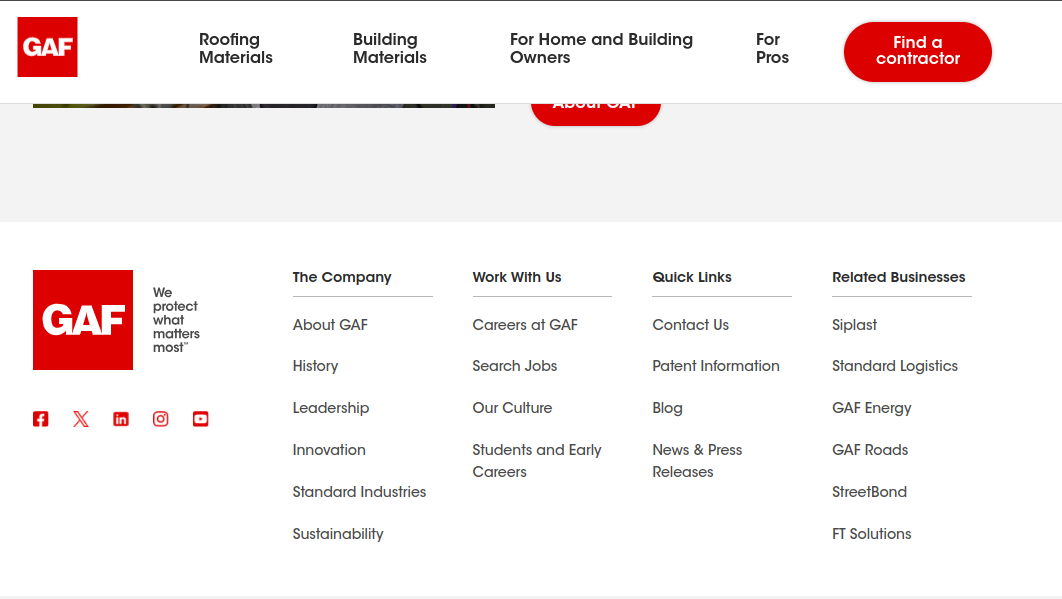 GAF
Roofing
Materials
Building
Materials
For Home and Building
Owners
For
Pros
Find a
contractor
About GAF
GAF
We
protect
what
matters
most™
The Company
About GAF
History
Leadership
Innovation
Standard Industries
Sustainability
Work With Us
Careers at GAF
Search Jobs
Our Culture
Students and Early
Careers
Quick Links
Contact Us
Patent Information
Blog
News & Press
Releases
Related Businesses
Siplast
Standard Logistics
GAF Energy
GAF Roads
StreetBond
FT Solutions